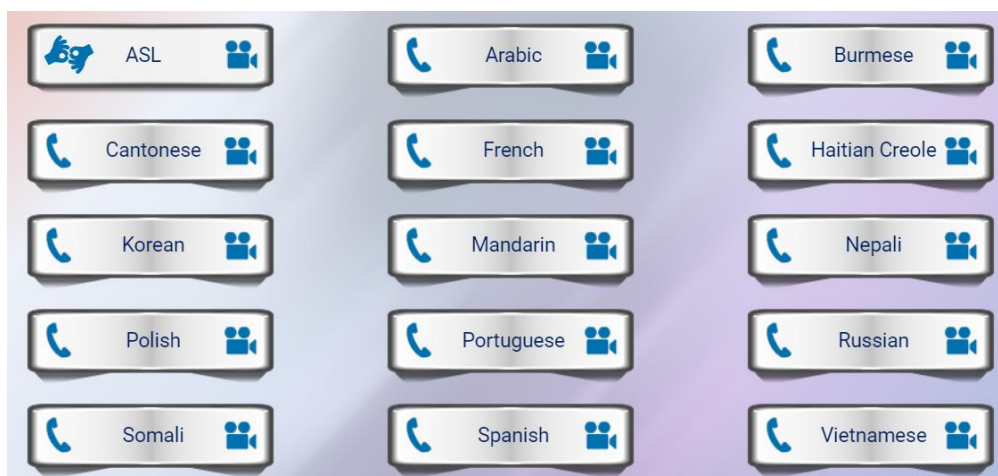 ASL
Arabic
Burmese
Cantonese
French
Haitian Creole
Korean
Mandarin
Nepali
Polish
Portuguese
Russian
Somali
Spanish
Vietnamese